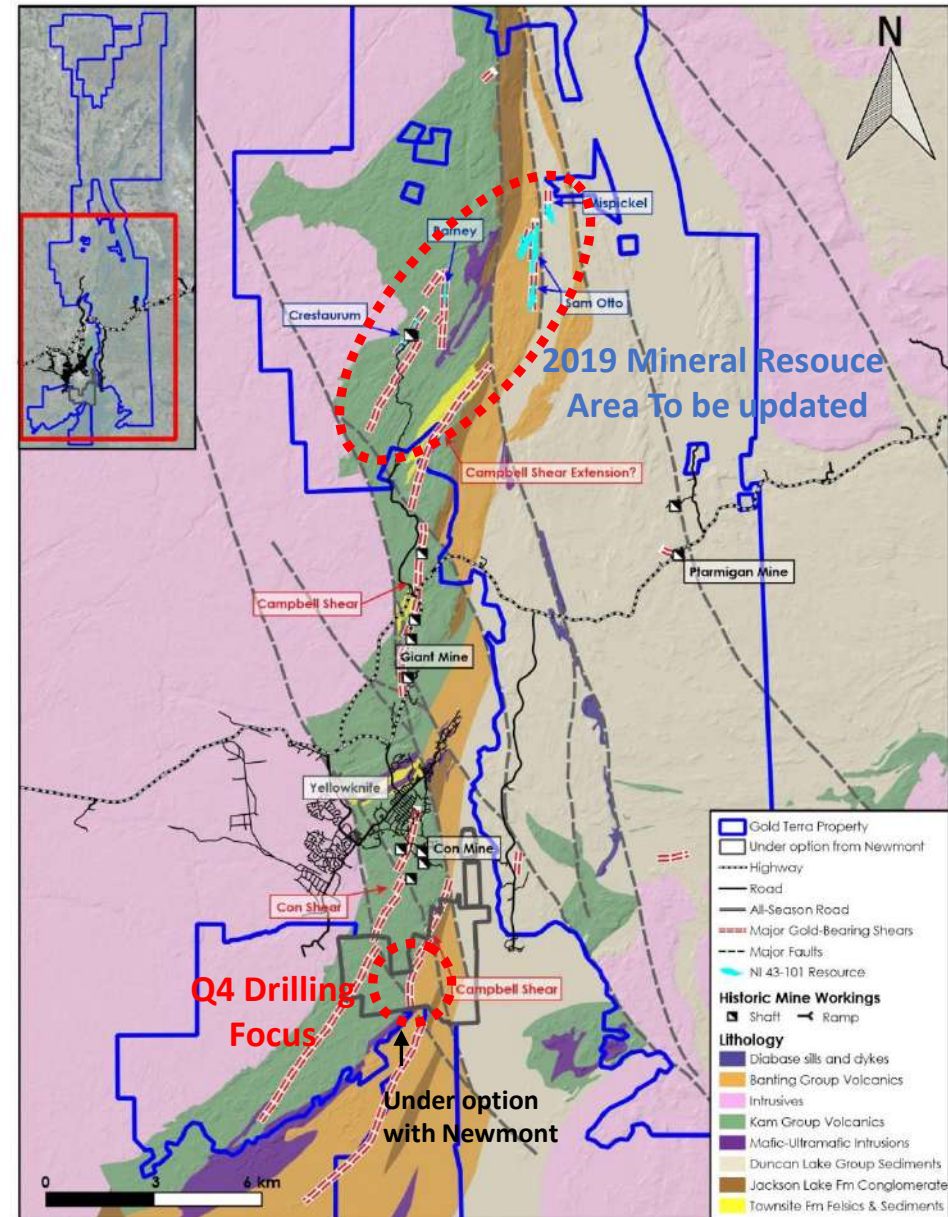 N
Mispickel
Barney
Sam Otto
Crestaurum
2019 Mineral Resouce
Area To be updated
Campbell Shear Extension?
Ptarmigan Mine
Campbell Shear
Giant Mine
Yellowknife
Con Mine
Con Shear
Q4 Drilling
Focus
Campbell Shear
Under option
with Newmont
0 3 6 km
Gold Terra Property
Under option from Newmont
Highway
Road
All-Season Road
Major Gold-Bearing Shears
Major Faults
NI 43-101 Resource
Historic Mine Workings
Shaft Ramp
Lithology
Diabase sills and dykes
Banting Group Volcanics
Intrusives
Kam Group Volcanics
Mafic-Ultramafic Intrusions
Duncan Lake Group Sediments
Jackson Lake Fm Conglomerate
Townsite Fm Felsics & Sediments